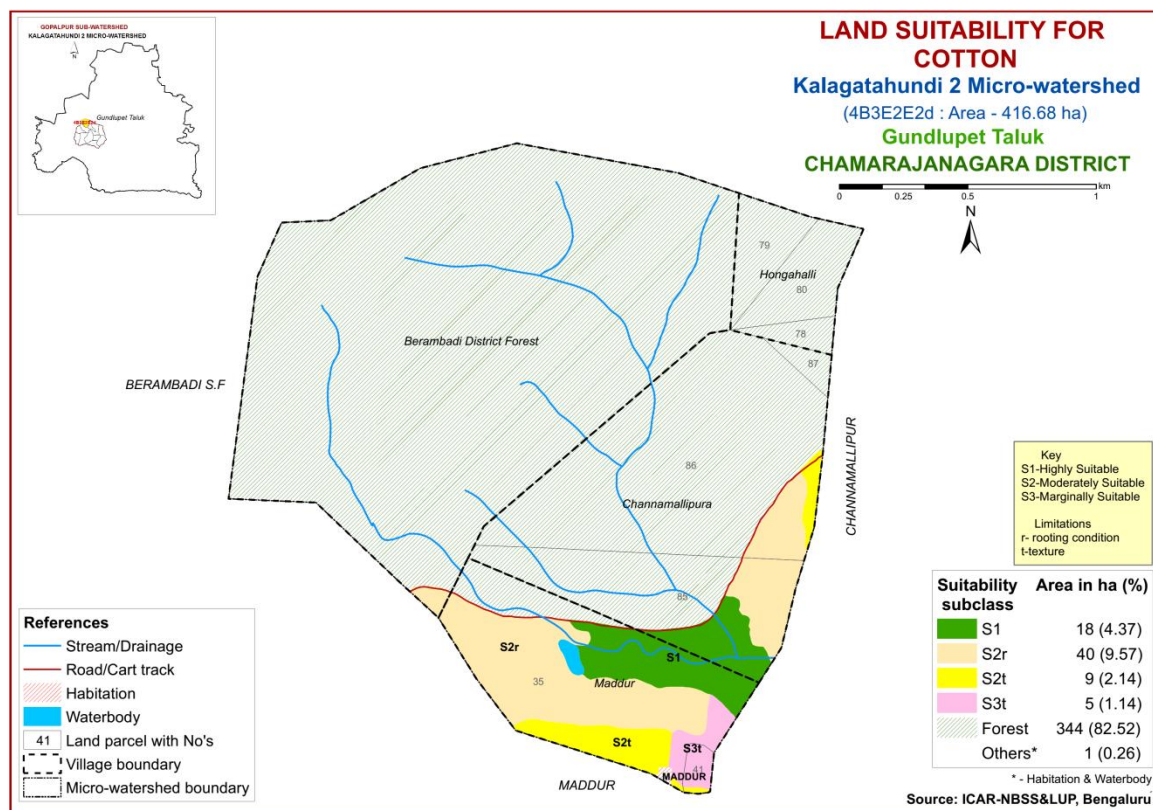 GOPALPUR SUB-WATERSHED
KALAGATAHUNDI 2 MICRO-WATERSHED
N
Gundlupet Taluk
LAND SUITABILITY FOR
COTTON
Kalagatahundi 2 Micro-watershed
(4B3E2E2d : Area - 416.68 ha)
Gundlupet Taluk
CHAMARAJANAGARA DISTRICT
0 0.25 0.5 1 km
N
79
Hongahalli
80
78
87
Berambadi District Forest
BERAMBADI S.F
CHANNAMALLIPUR
86
Channamallipura
85
S2r
S1
35
Maddur
S2t
S3t
MADDUR
41
MADDUR
Key
S1-Highly Suitable
S2-Moderately Suitable
S3-Marginally Suitable
Limitations
r- rooting condition
t-texture
References
Stream/Drainage
Road/Cart track
Habitation
Waterbody
41 Land parcel with No's
Village boundary
Micro-watershed boundary
Suitability Area in ha (%)
subclass
S1 18 (4.37)
S2r 40 (9.57)
S2t 9 (2.14)
S3t 5 (1.14)
Forest 344 (82.52)
Others* 1 (0.26)
* - Habitation & Waterbody
Source: ICAR-NBSS&LUP, Bengaluru